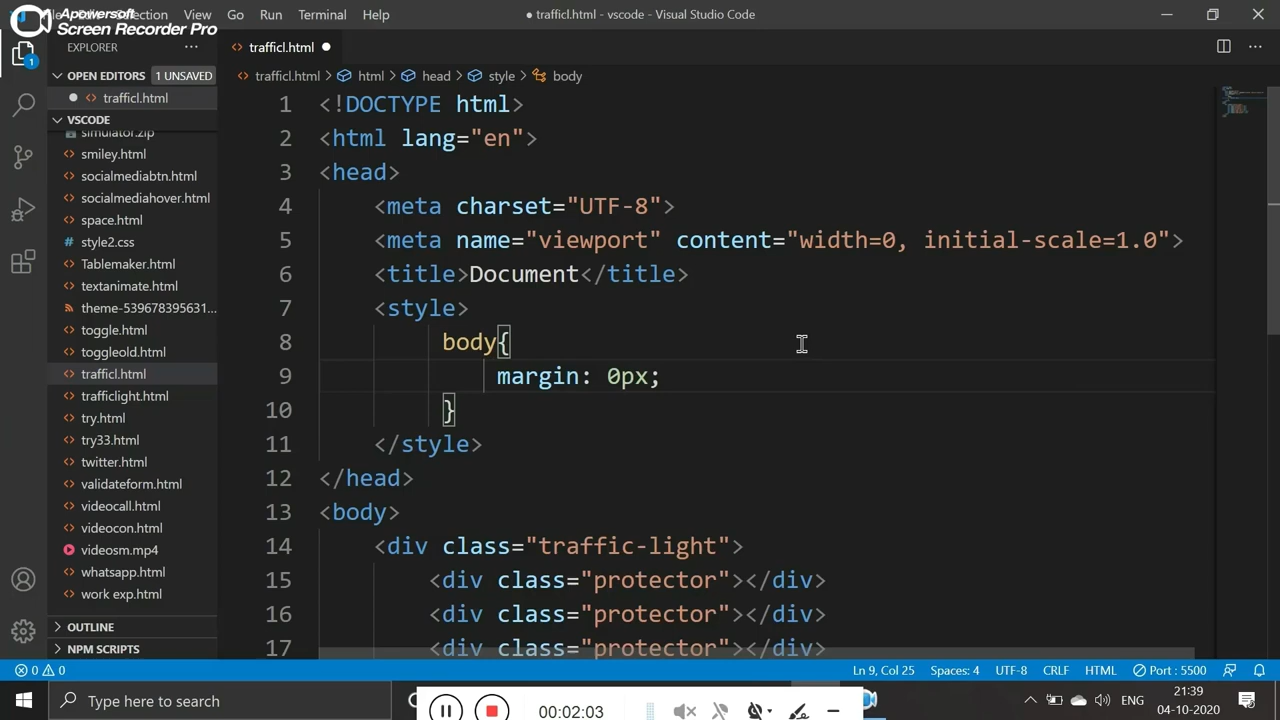 Apowersoft
Screen Recorder Pro
Selection View Go Run Terminal Help
● trafficl.html - vscode - Visual Studio Code
EXPLORER ···
trafficl.html ●
OPEN EDITORS 1 UNSAVED
trafficl.html > html > head > style > body
● trafficl.html
VSCODE
simulator.zip
smiley.html
socialmediabtn.html
socialmediahover.html
space.html
# style2.css
Tablemaker.html
textanimate.html
theme-539678395631...
toggle.html
toggleold.html
trafficl.html
trafficlight.html
try.html
try33.html
twitter.html
validateform.html
videocall.html
videocon.html
videosm.mp4
whatsapp.html
work exp.html
OUTLINE
NPM SCRIPTS
1
1 <!DOCTYPE html>
2 <html lang="en">
3 <head>
4 <meta charset="UTF-8">
5 <meta name="viewport" content="width=0, initial-scale=1.0">
6 <title>Document</title>
7 <style>
8 body{
9 margin: 0px;
10 }
11 </style>
12 </head>
13 <body>
14 <div class="traffic-light">
15 <div class="protector"></div>
16 <div class="protector"></div>
17 <div class="protector"></div>
0 0 Ln 9, Col 25 Spaces: 4 UTF-8 CRLF HTML Port : 5500
Type here to search
00:02:03
ENG
21:39
04-10-2020